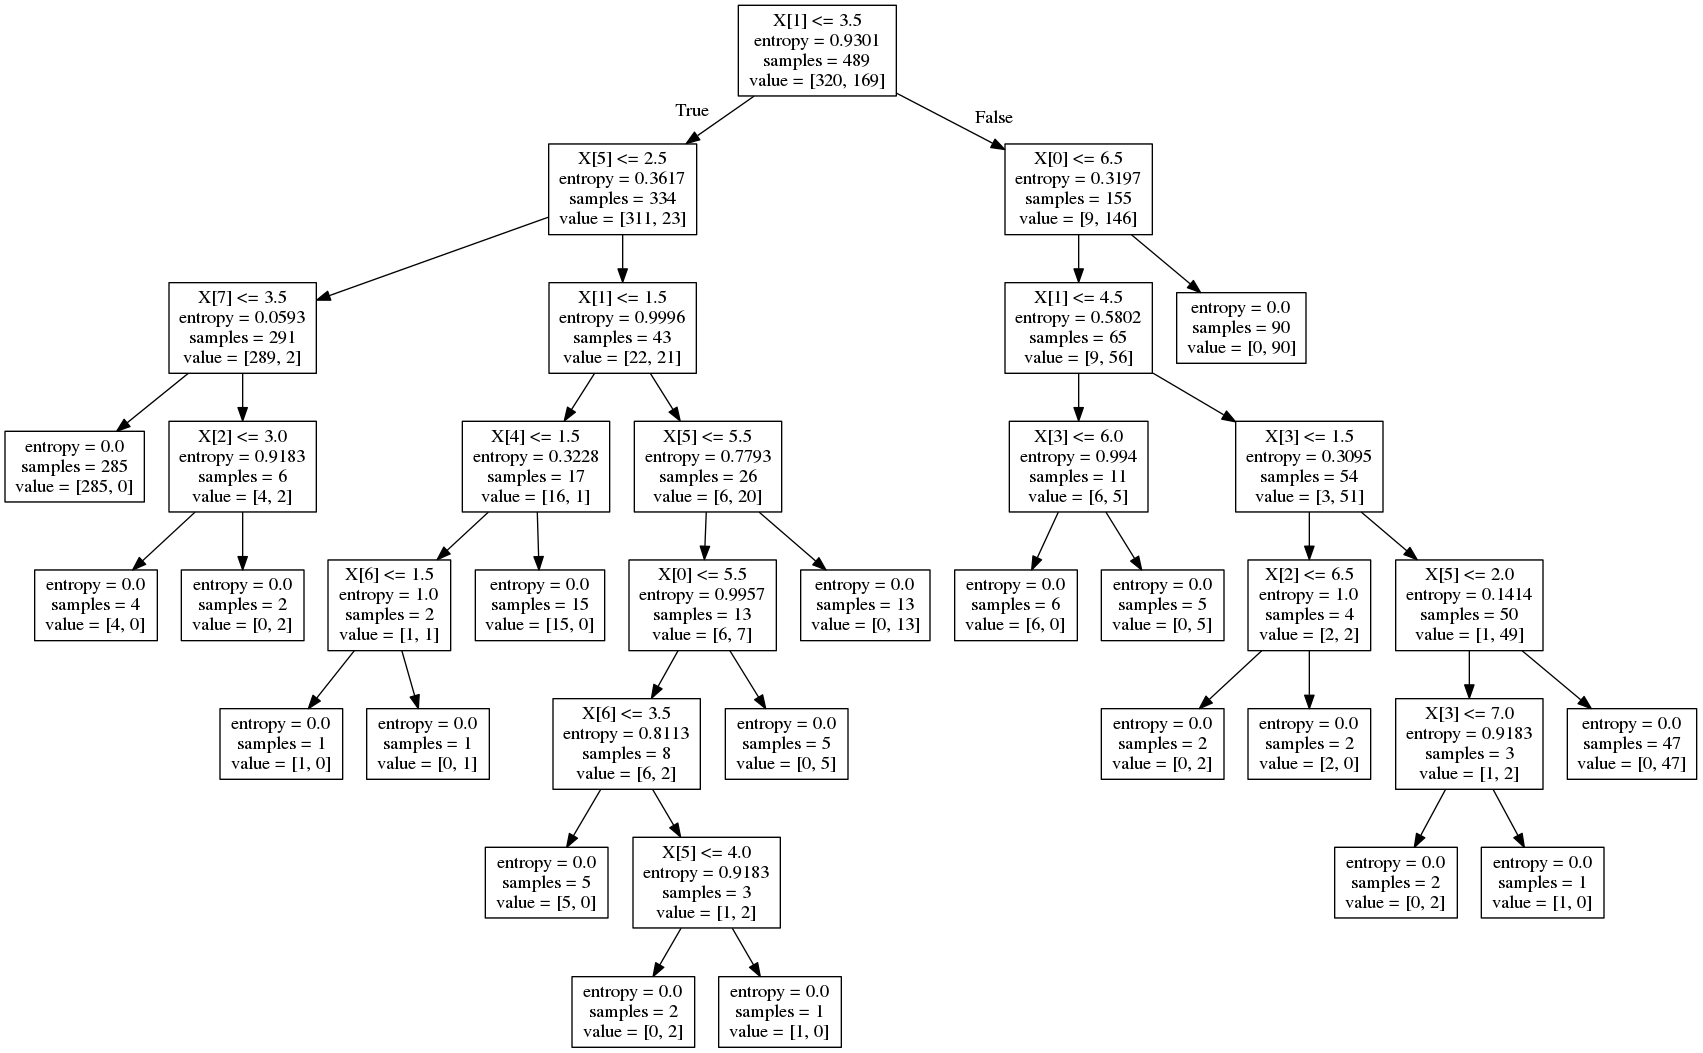 X[1] <= 3.5
entropy = 0.9301
samples = 489
value = [320, 169]
True
False
X[5] <= 2.5
entropy = 0.3617
samples = 334
value = [311, 23]
X[0] <= 6.5
entropy = 0.3197
samples = 155
value = [9, 146]
X[7] <= 3.5
entropy = 0.0593
samples = 291
value = [289, 2]
X[1] <= 1.5
entropy = 0.9996
samples = 43
value = [22, 21]
X[1] <= 4.5
entropy = 0.5802
samples = 65
value = [9, 56]
entropy = 0.0
samples = 90
value = [0, 90]
entropy = 0.0
samples = 285
value = [285, 0]
X[2] <= 3.0
entropy = 0.9183
samples = 6
value = [4, 2]
X[4] <= 1.5
entropy = 0.3228
samples = 17
value = [16, 1]
X[5] <= 5.5
entropy = 0.7793
samples = 26
value = [6, 20]
X[3] <= 6.0
entropy = 0.994
samples = 11
value = [6, 5]
X[3] <= 1.5
entropy = 0.3095
samples = 54
value = [3, 51]
entropy = 0.0
samples = 4
value = [4, 0]
entropy = 0.0
samples = 2
value = [0, 2]
X[6] <= 1.5
entropy = 1.0
samples = 2
value = [1, 1]
entropy = 0.0
samples = 15
value = [15, 0]
X[0] <= 5.5
entropy = 0.9957
samples = 13
value = [6, 7]
entropy = 0.0
samples = 13
value = [0, 13]
entropy = 0.0
samples = 6
value = [6, 0]
entropy = 0.0
samples = 5
value = [0, 5]
X[2] <= 6.5
entropy = 1.0
samples = 4
value = [2, 2]
X[5] <= 2.0
entropy = 0.1414
samples = 50
value = [1, 49]
entropy = 0.0
samples = 1
value = [1, 0]
entropy = 0.0
samples = 1
value = [0, 1]
X[6] <= 3.5
entropy = 0.8113
samples = 8
value = [6, 2]
entropy = 0.0
samples = 5
value = [0, 5]
entropy = 0.0
samples = 2
value = [0, 2]
entropy = 0.0
samples = 2
value = [2, 0]
X[3] <= 7.0
entropy = 0.9183
samples = 3
value = [1, 2]
entropy = 0.0
samples = 47
value = [0, 47]
entropy = 0.0
samples = 5
value = [5, 0]
X[5] <= 4.0
entropy = 0.9183
samples = 3
value = [1, 2]
entropy = 0.0
samples = 2
value = [0, 2]
entropy = 0.0
samples = 1
value = [1, 0]
entropy = 0.0
samples = 2
value = [0, 2]
entropy = 0.0
samples = 1
value = [1, 0]